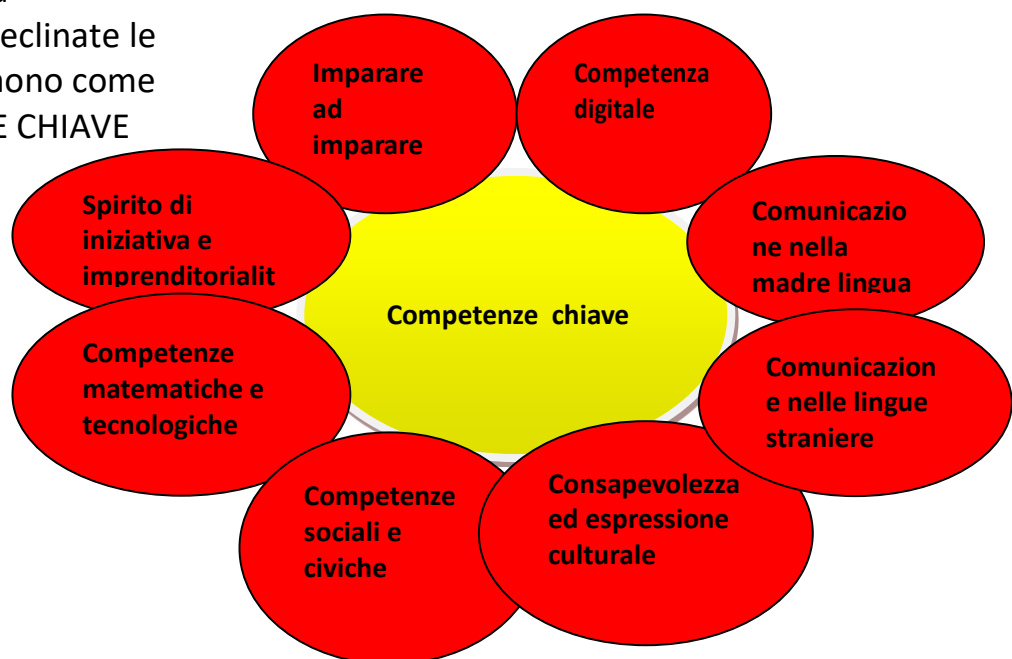 eclinate le
nono come
E CHIAVE
Imparare
ad
imparare
Competenza
digitale
Spirito di
iniziativa e
imprenditorialit
Comunicazio
ne nella
madre lingua
Competenze chiave
Competenze
matematiche e
tecnologiche
Comunicazion
e nelle lingue
straniere
Competenze
sociali e
civiche
Consapevolezza
ed espressione
culturale